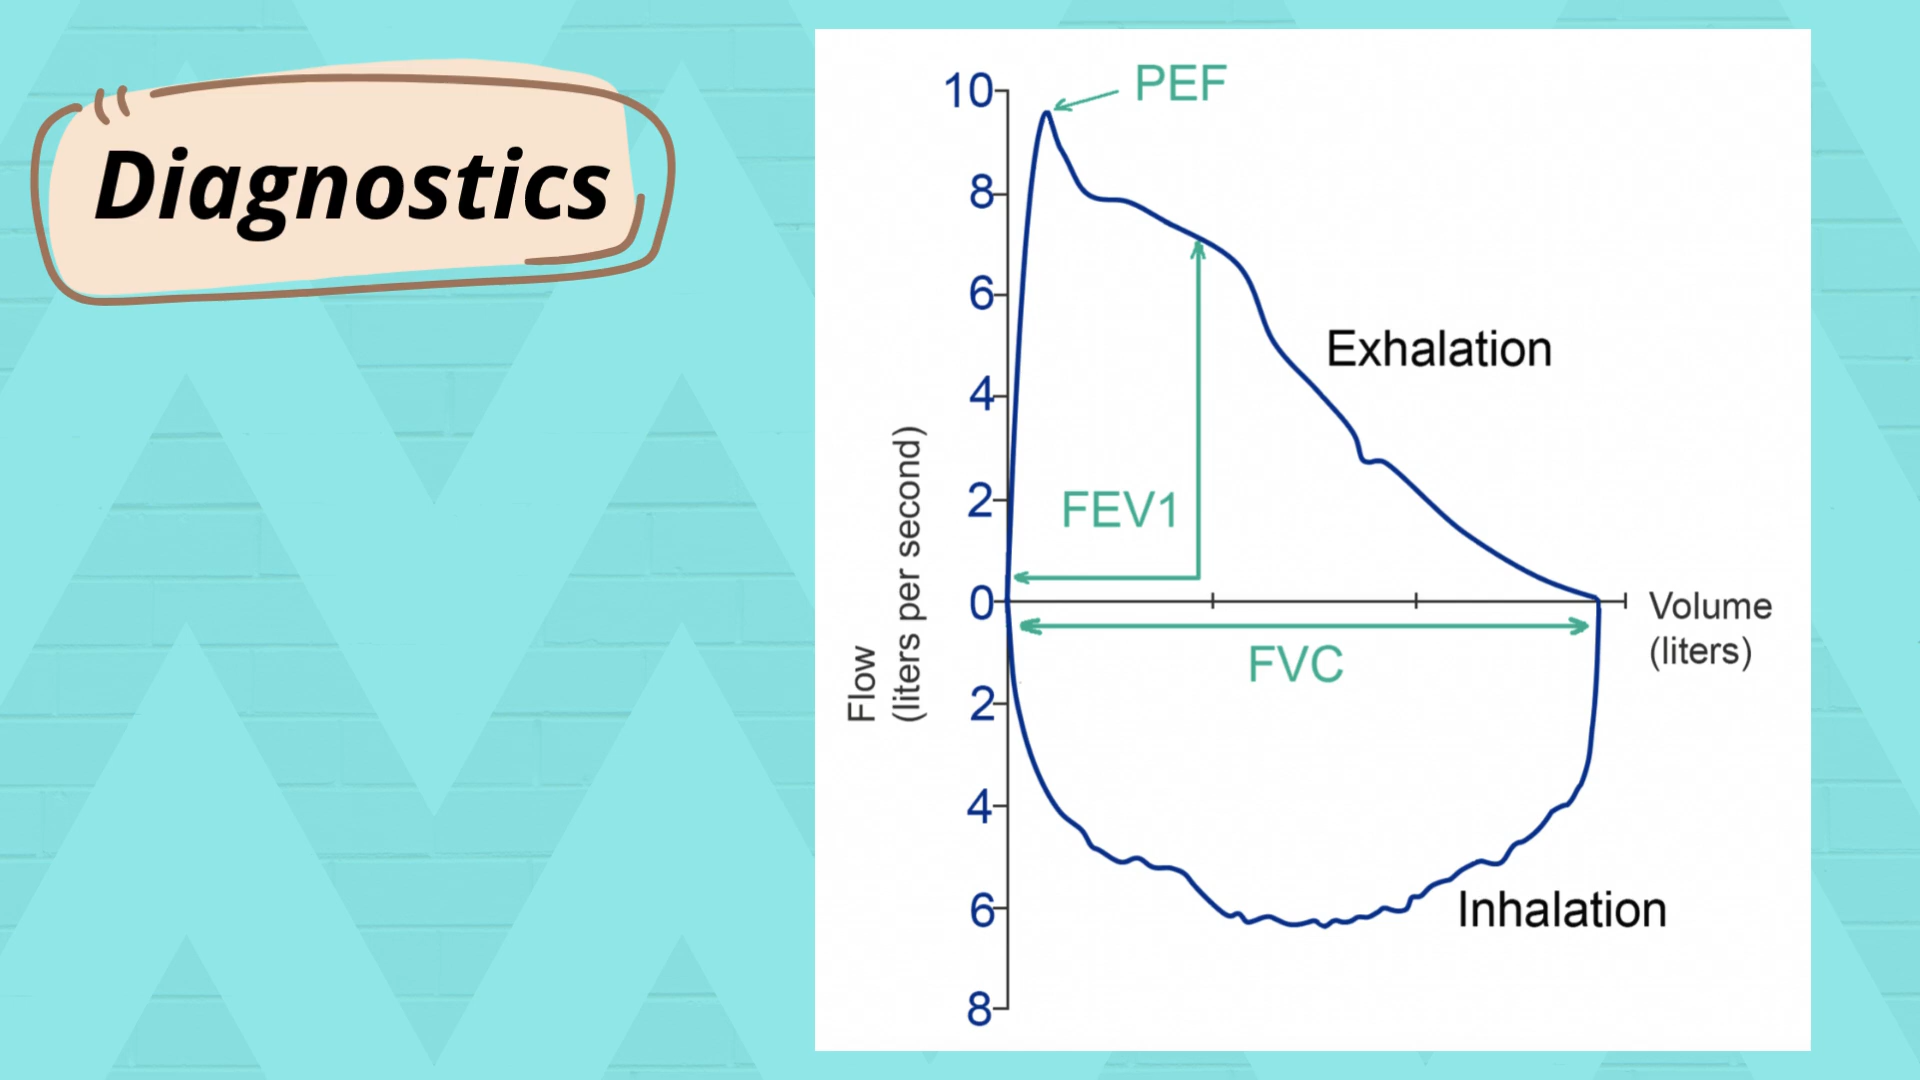 Diagnostics
PEF
10
8
6
4
2
0
2
4
6
8
Flow
(liters per second)
FEV1
Exhalation
Volume
(liters)
FVC
Inhalation